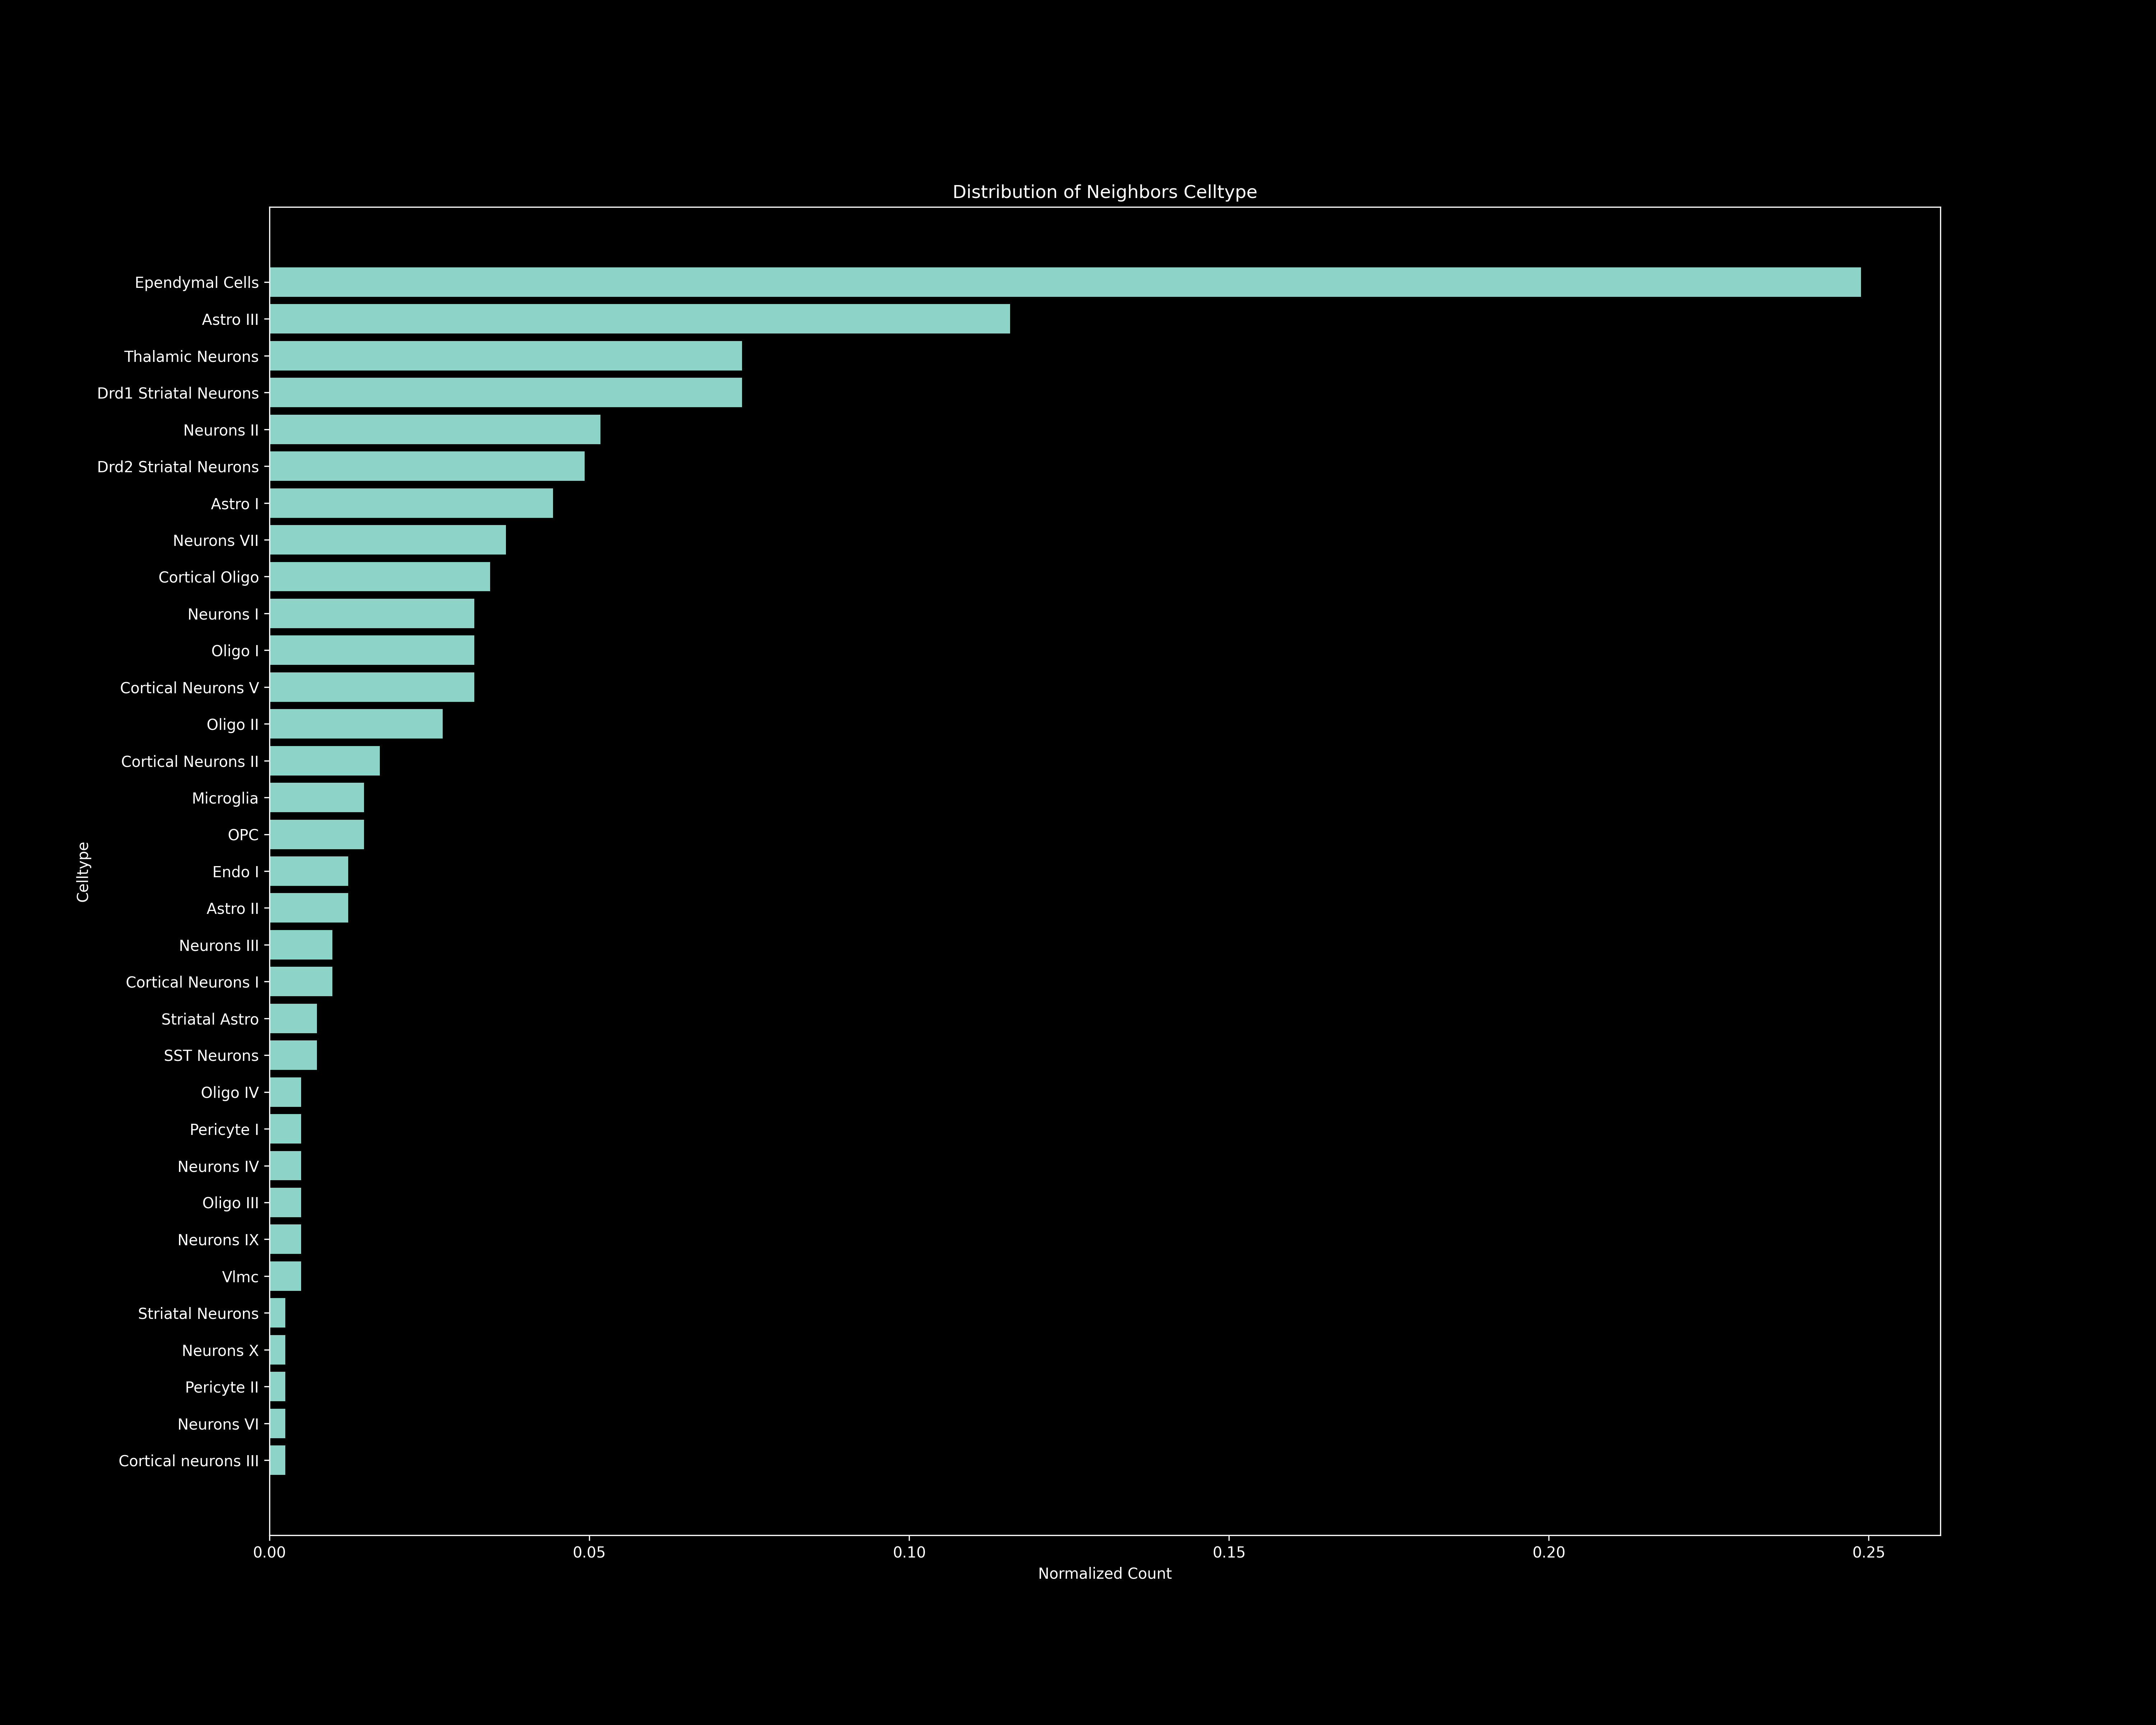 Distribution of Neighbors Celltype
Ependymal Cells
Astro III
Thalamic Neurons
Drd1 Striatal Neurons
Neurons II
Drd2 Striatal Neurons
Astro I
Neurons VII
Cortical Oligo
Neurons I
Oligo I
Cortical Neurons V
Oligo II
Cortical Neurons II
Microglia
OPC
Endo I
Astro II
Neurons III
Cortical Neurons I
Striatal Astro
SST Neurons
Oligo IV
Pericyte I
Neurons IV
Oligo III
Neurons IX
Vlmc
Striatal Neurons
Neurons X
Pericyte II
Neurons VI
Cortical neurons III
Celltype
0.00 0.05 0.10 0.15 0.20 0.25
Normalized Count